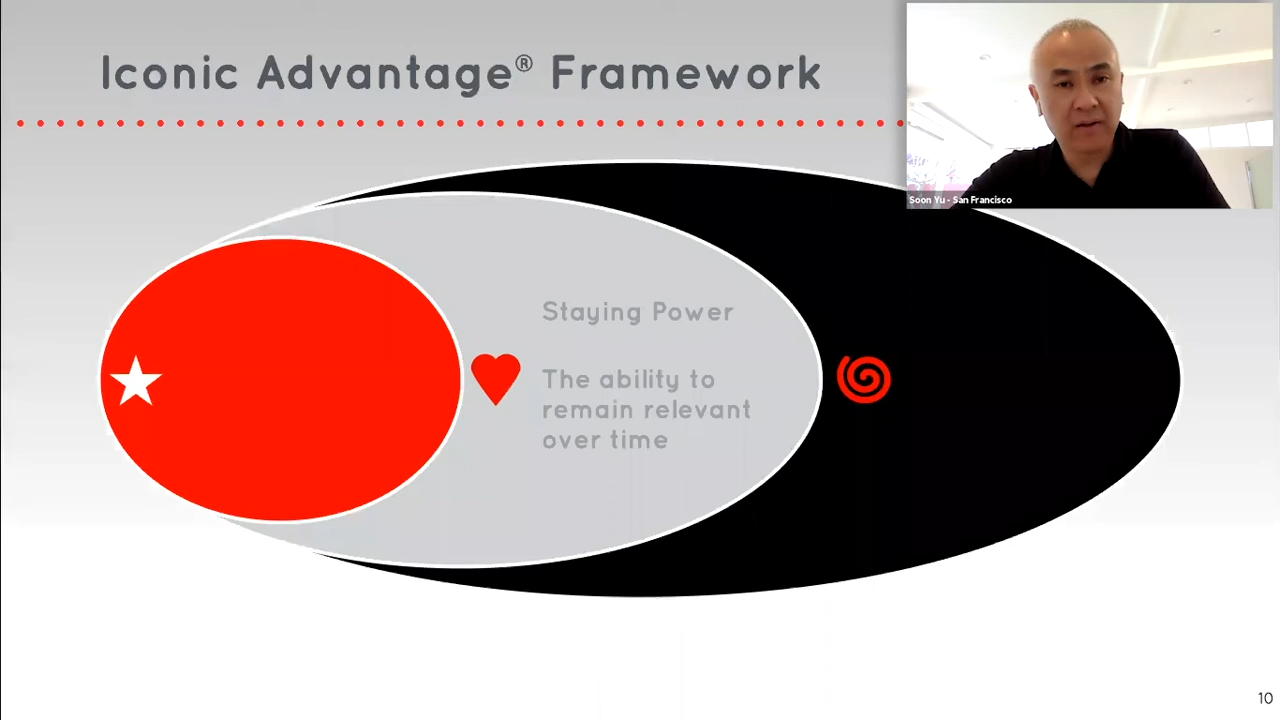 Iconic Advantage® Framework
Soon Yu - San Francisco
Staying Power
The ability to
remain relevant
over time
10